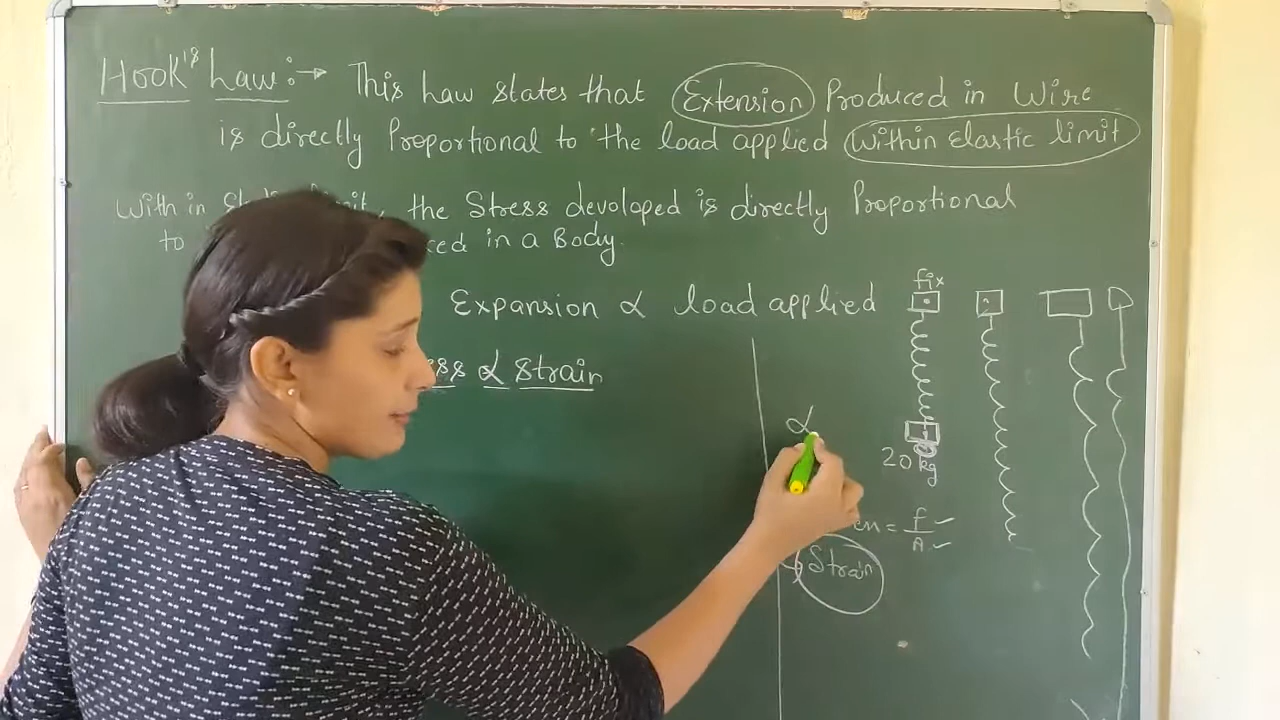 Hook's Law :→ This Law states that Extension Produced in Wire
is directly Proportional to the load applied within elastic limit
With in the Stress devoloped is directly Proportional
to in a Body.
Expansion ∝ load applied
∝ strain
fix
∝
20 kg
= F/A
Strain